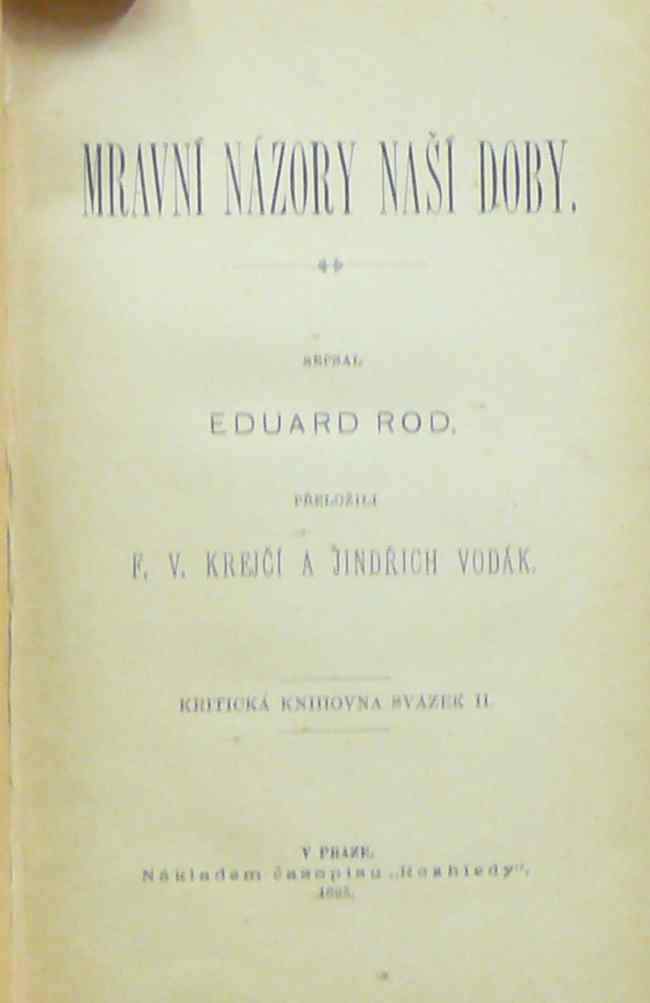 MRAVNÍ NÁZORY NAŠÍ DOBY.
SEPSAL
EDUARD ROD.
PŘELOŽILI
F. V. KREJČÍ A JINDŘICH VODÁK.
KRITICKÁ KNIHOVNA SVAZEK II.
V PRAZE.
Nákladem časopisu „Rozhledy“.